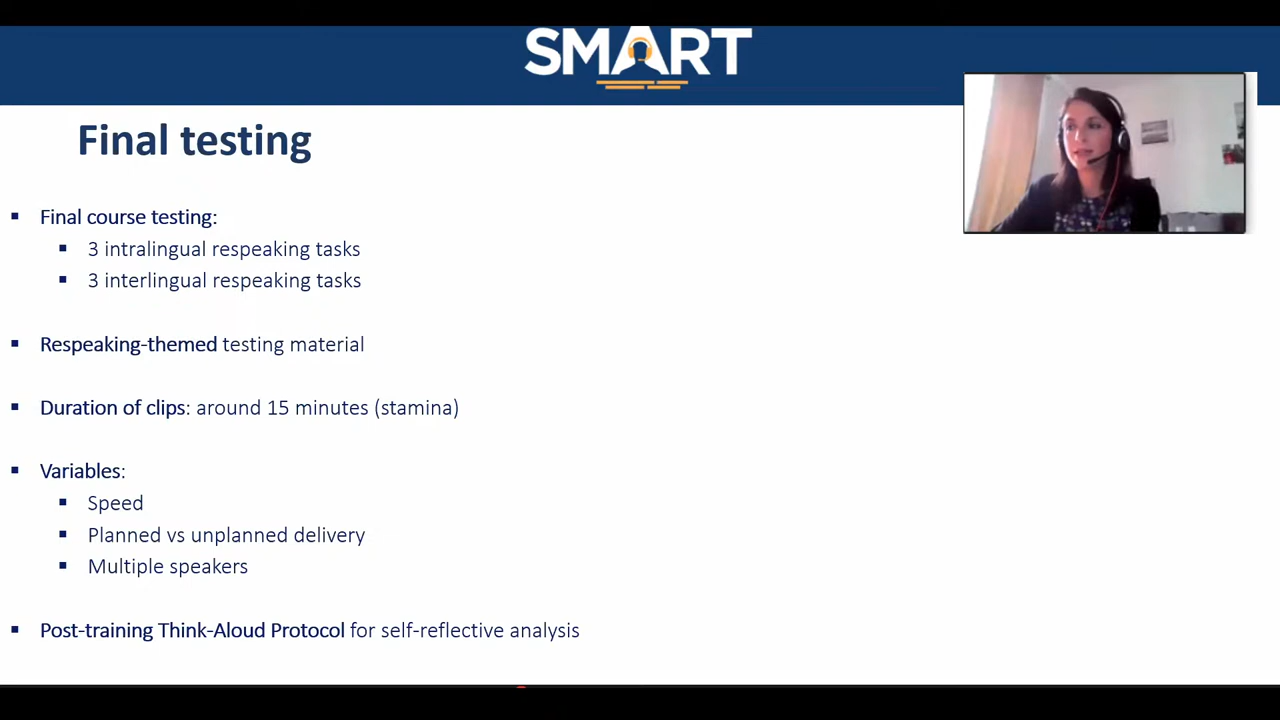 SMART
Final testing
Final course testing:
3 intralingual respeaking tasks
3 interlingual respeaking tasks
Respeaking-themed testing material
Duration of clips: around 15 minutes (stamina)
Variables:
Speed
Planned vs unplanned delivery
Multiple speakers
Post-training Think-Aloud Protocol for self-reflective analysis